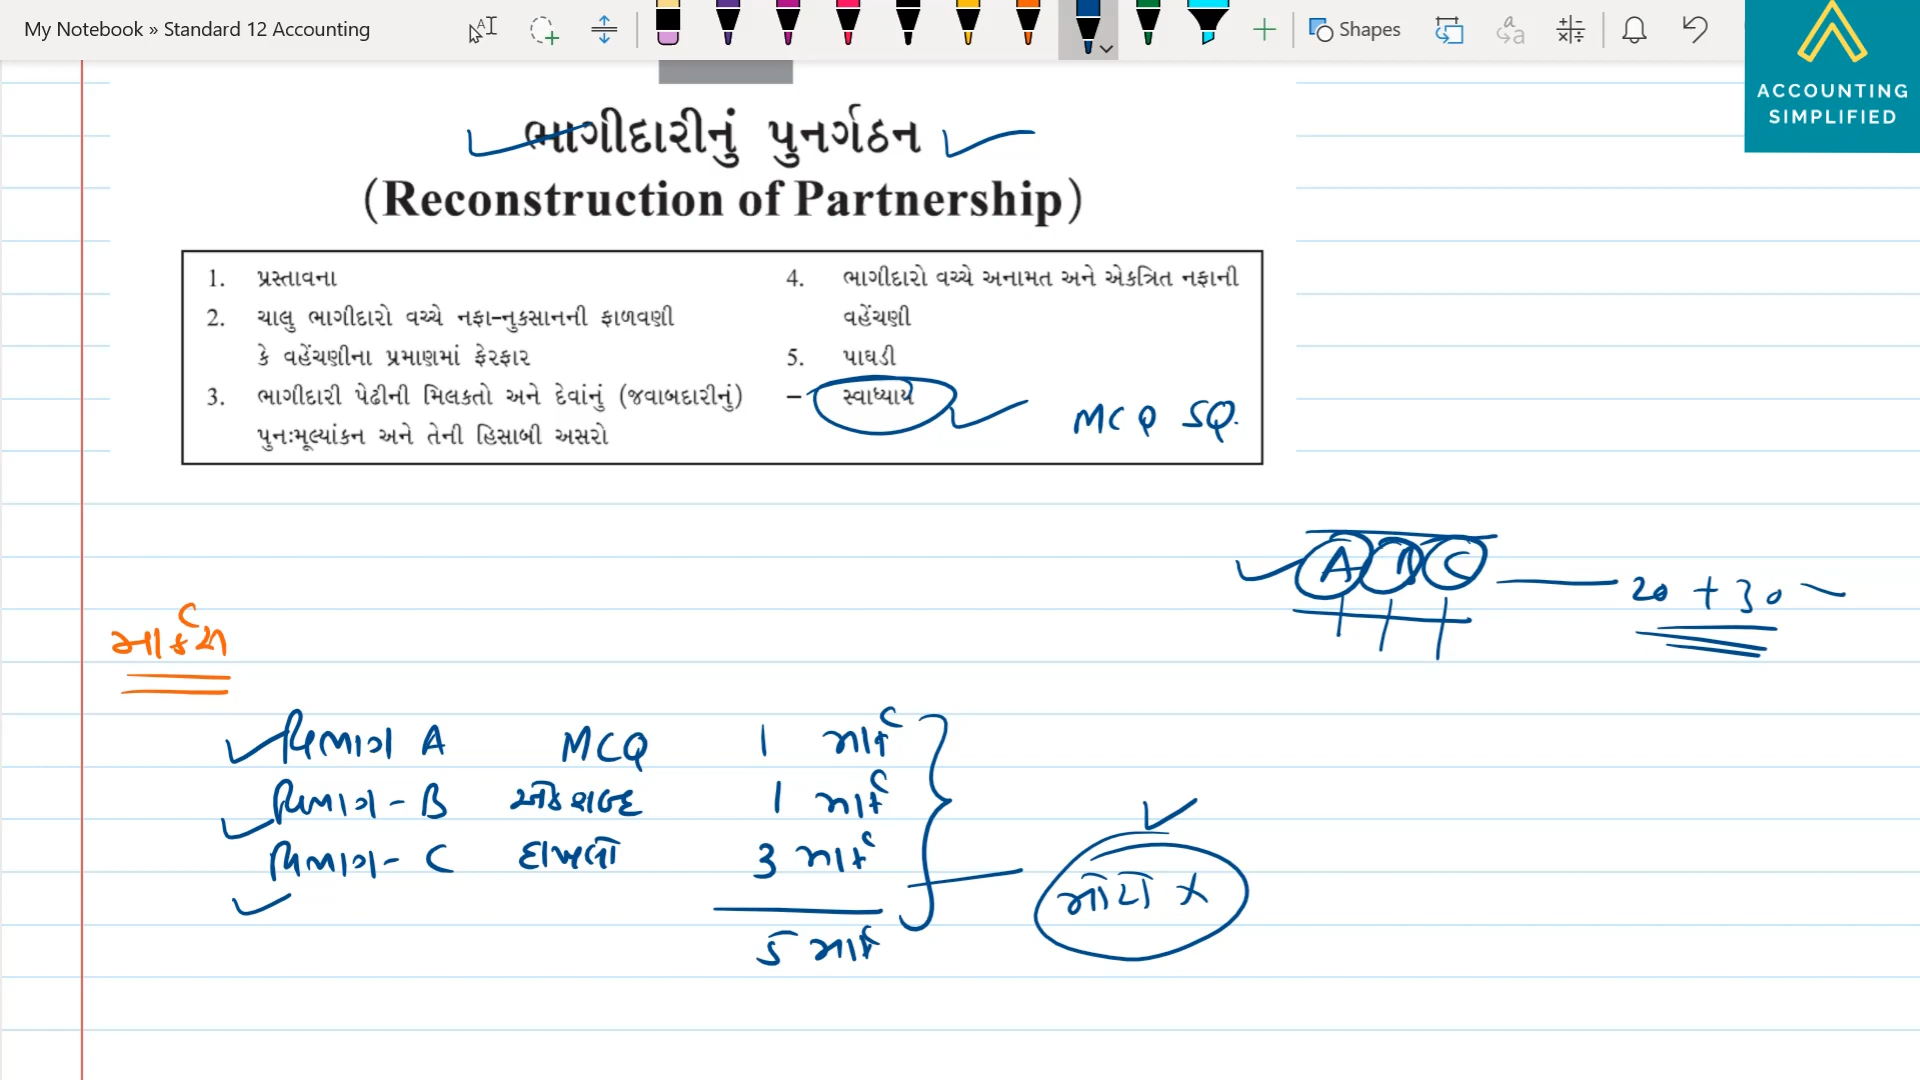 My Notebook » Standard 12 Accounting
Shapes
ACCOUNTING
SIMPLIFIED
ભાગીદારીનું પુનર્ગઠન
(Reconstruction of Partnership)
1. પ્રસ્તાવના
2. ચાલુ ભાગીદારો વચ્ચે નફા-નુકસાનની ફાળવણી
કે વહેંચણીના પ્રમાણમાં ફેરફાર
3. ભાગીદારી પેઢીની મિલકતો અને દેવાંનું (જવાબદારીનું)
પુનઃમૂલ્યાંકન અને તેની હિસાબી અસરો
4. ભાગીદારો વચ્ચે અનામત અને એકત્રિત નફાની
વહેંચણી
5. પાઘડી
– સ્વાધ્યાય
MCQ SQ.
A B C 20 + 30
માર્કસ
વિભાગ A MCQ 1 માર્ક
વિભાગ - B એક શબ્દ 1 માર્ક
વિભાગ - C દાખલો 3 માર્ક
5 માર્ક